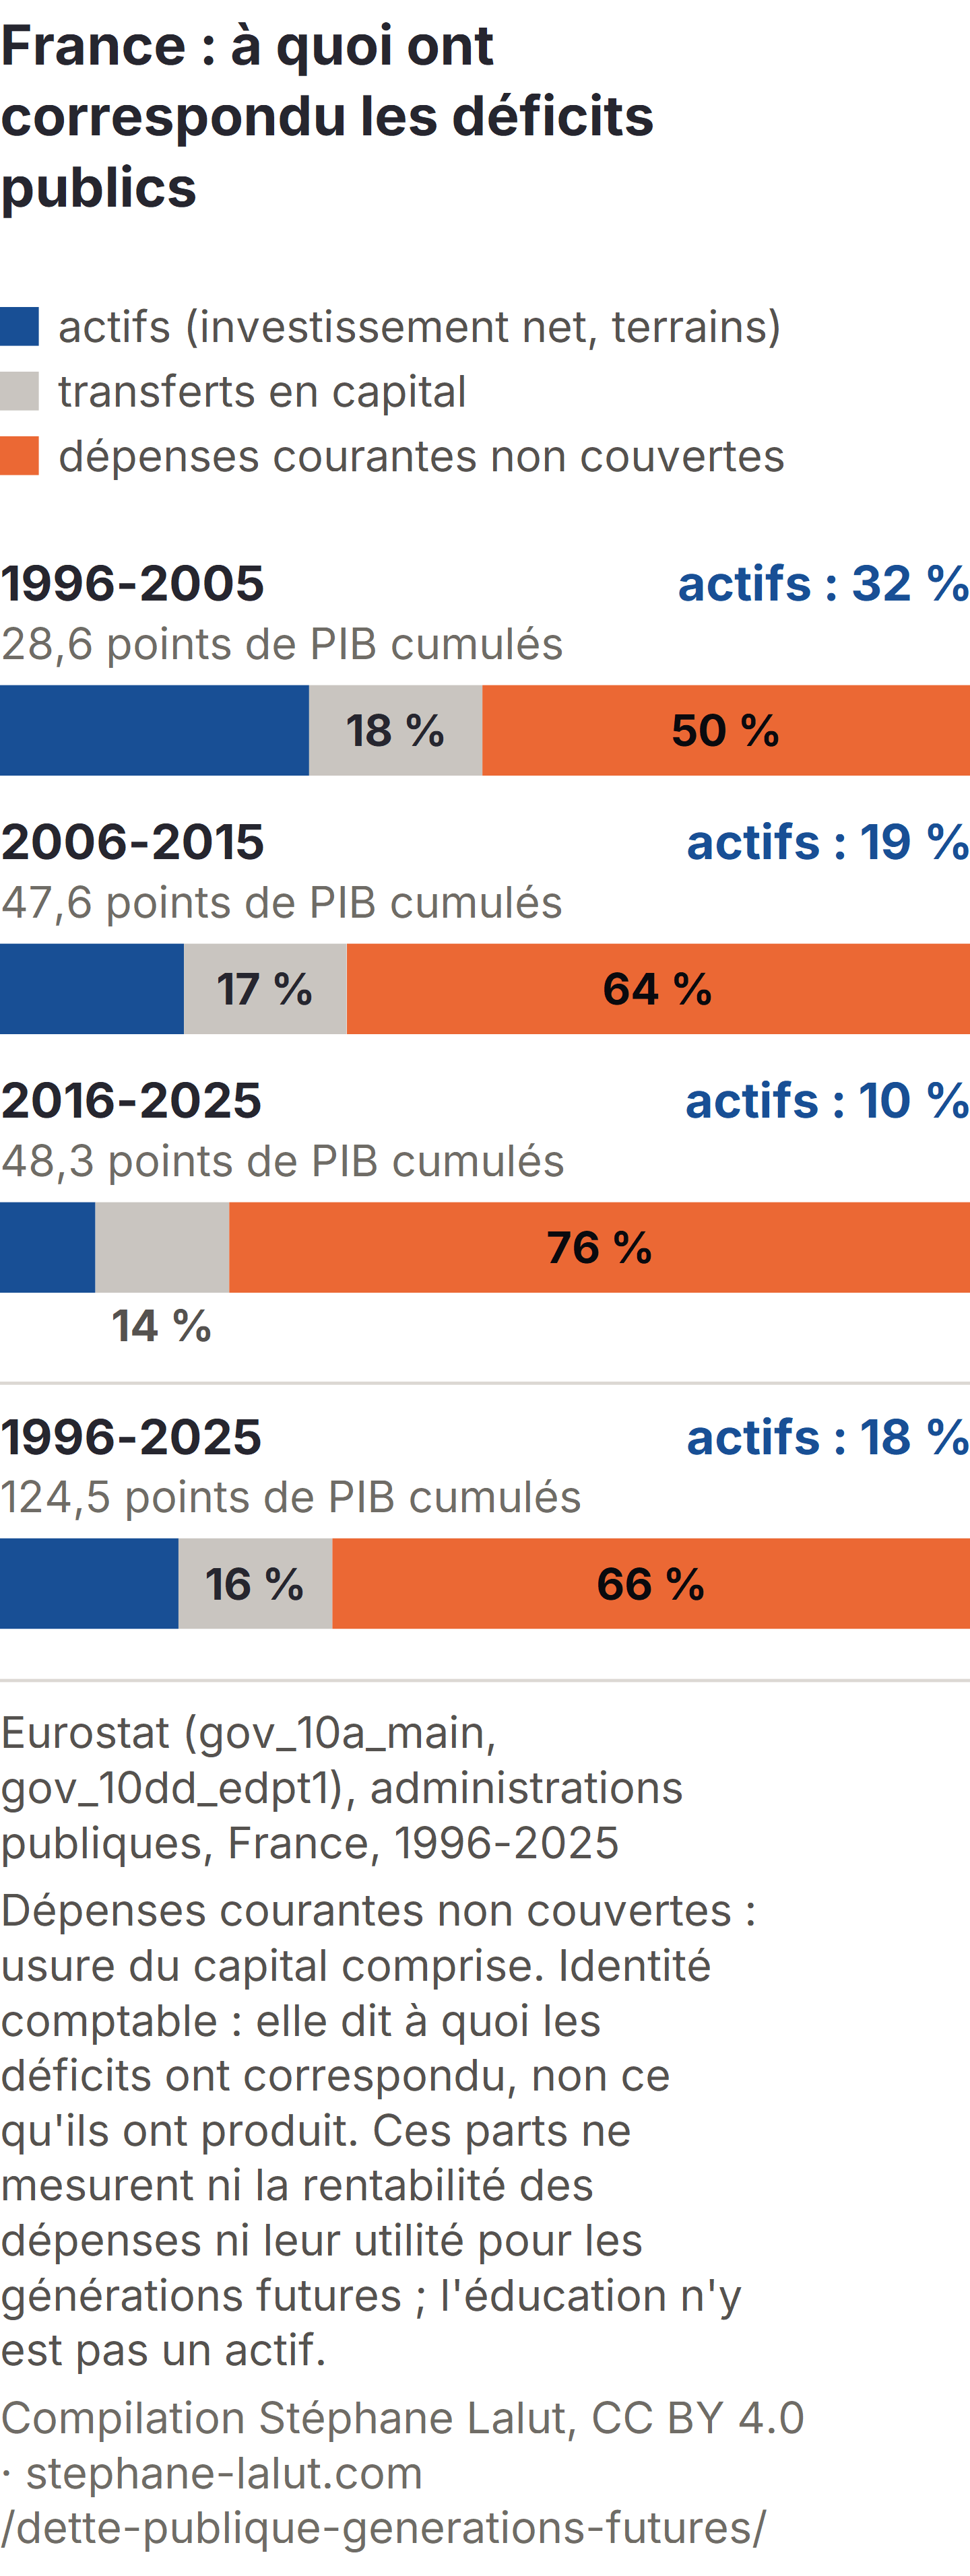 France : à quoi ont
correspondu les déficits
publics
actifs (investissement net, terrains)
transferts en capital
dépenses courantes non couvertes
1996-2005 actifs : 32 %
28,6 points de PIB cumulés
18 % 50 %
2006-2015 actifs : 19 %
47,6 points de PIB cumulés
17 % 64 %
2016-2025 actifs : 10 %
48,3 points de PIB cumulés
76 %
14 %
1996-2025 actifs : 18 %
124,5 points de PIB cumulés
16 % 66 %
Eurostat (gov_10a_main,
gov_10dd_edpt1), administrations
publiques, France, 1996-2025
Dépenses courantes non couvertes :
usure du capital comprise. Identité
comptable : elle dit à quoi les
déficits ont correspondu, non ce
qu'ils ont produit. Ces parts ne
mesurent ni la rentabilité des
dépenses ni leur utilité pour les
générations futures ; l'éducation n'y
est pas un actif.
Compilation Stéphane Lalut, CC BY 4.0
· stephane-lalut.com
/dette-publique-generations-futures/